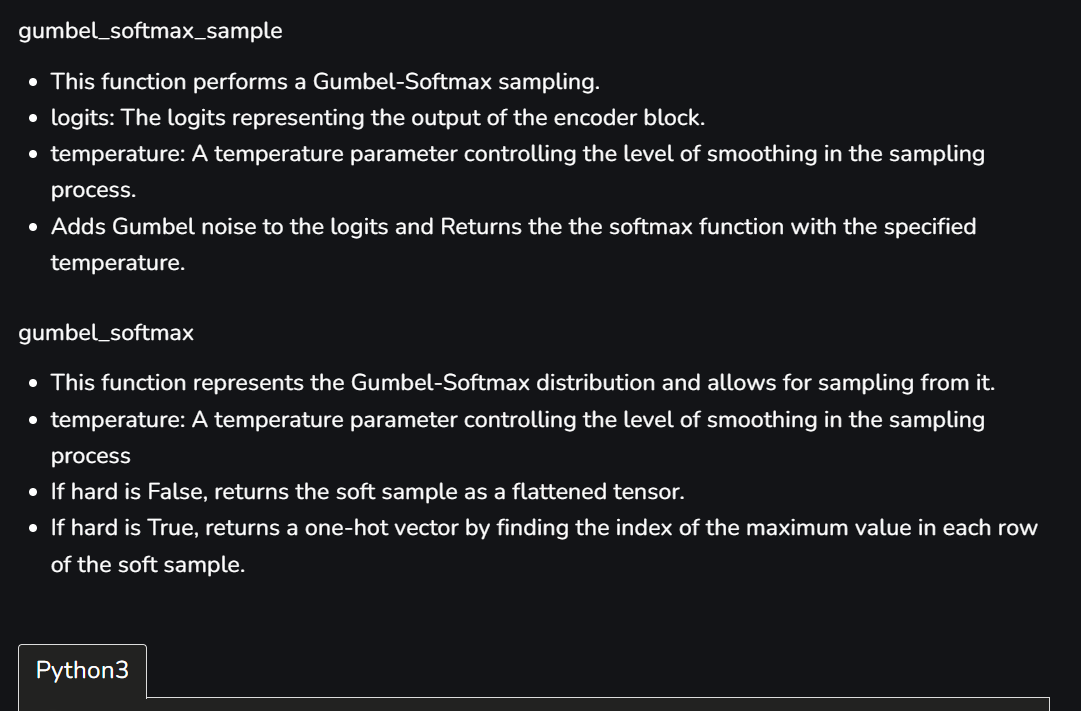 gumbel_softmax_sample
• This function performs a Gumbel-Softmax sampling.
• logits: The logits representing the output of the encoder block.
• temperature: A temperature parameter controlling the level of smoothing in the sampling
process.
• Adds Gumbel noise to the logits and Returns the the softmax function with the specified
temperature.
gumbel_softmax
• This function represents the Gumbel-Softmax distribution and allows for sampling from it.
• temperature: A temperature parameter controlling the level of smoothing in the sampling
process
• If hard is False, returns the soft sample as a flattened tensor.
• If hard is True, returns a one-hot vector by finding the index of the maximum value in each row
of the soft sample.
Python3